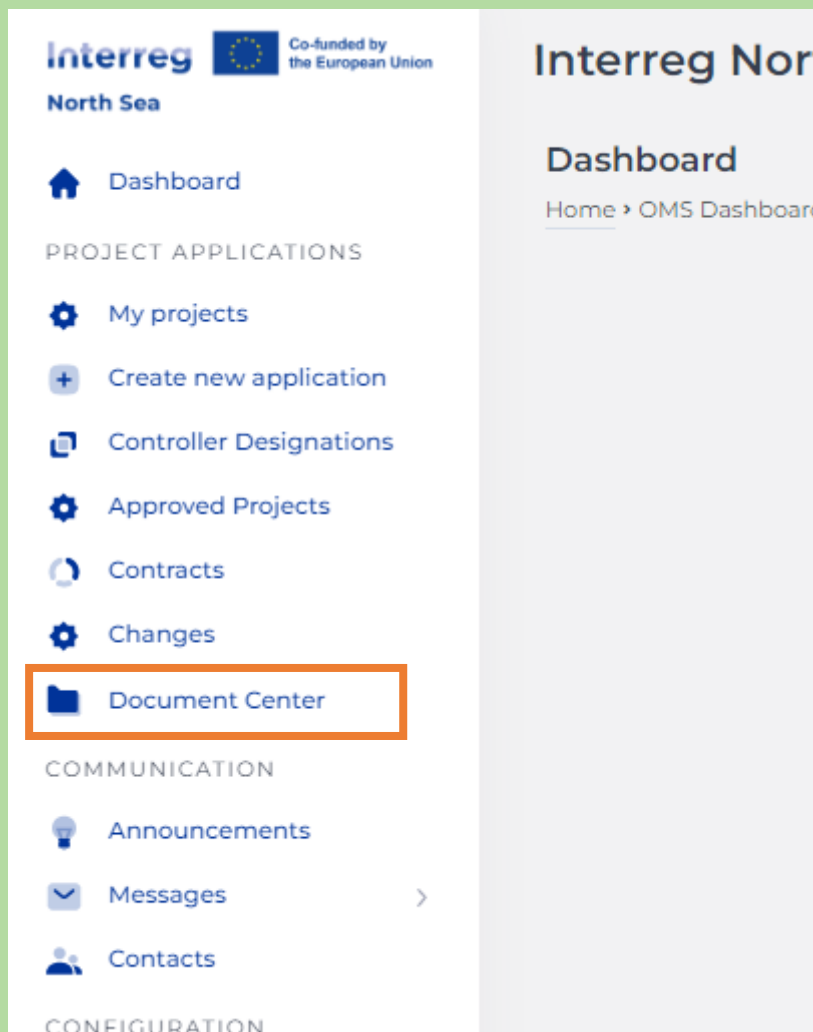 Interreg
Co-funded by
the European Union
North Sea
Dashboard
PROJECT APPLICATIONS
My projects
Create new application
Controller Designations
Approved Projects
Contracts
Changes
Document Center
COMMUNICATION
Announcements
Messages
Contacts
CONFIGURATION
Interreg Nor
Dashboard
Home › OMS Dashboard